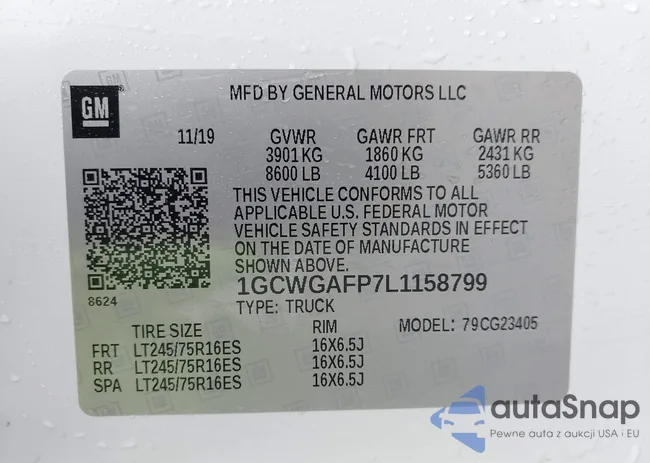 GM
MFD BY GENERAL MOTORS LLC
11/19 GVWR GAWR FRT GAWR RR
3901 KG 1860 KG 2431 KG
8600 LB 4100 LB 5360 LB
THIS VEHICLE CONFORMS TO ALL
APPLICABLE U.S. FEDERAL MOTOR
VEHICLE SAFETY STANDARDS IN EFFECT
ON THE DATE OF MANUFACTURE
SHOWN ABOVE.
8624
1GCWGAFP7L1158799
TYPE: TRUCK
TIRE SIZE RIM MODEL: 79CG23405
FRT LT245/75R16ES 16X6.5J
RR LT245/75R16ES 16X6.5J
SPA LT245/75R16ES 16X6.5J
autaSnap
Pewne auta z aukcji USA i EU